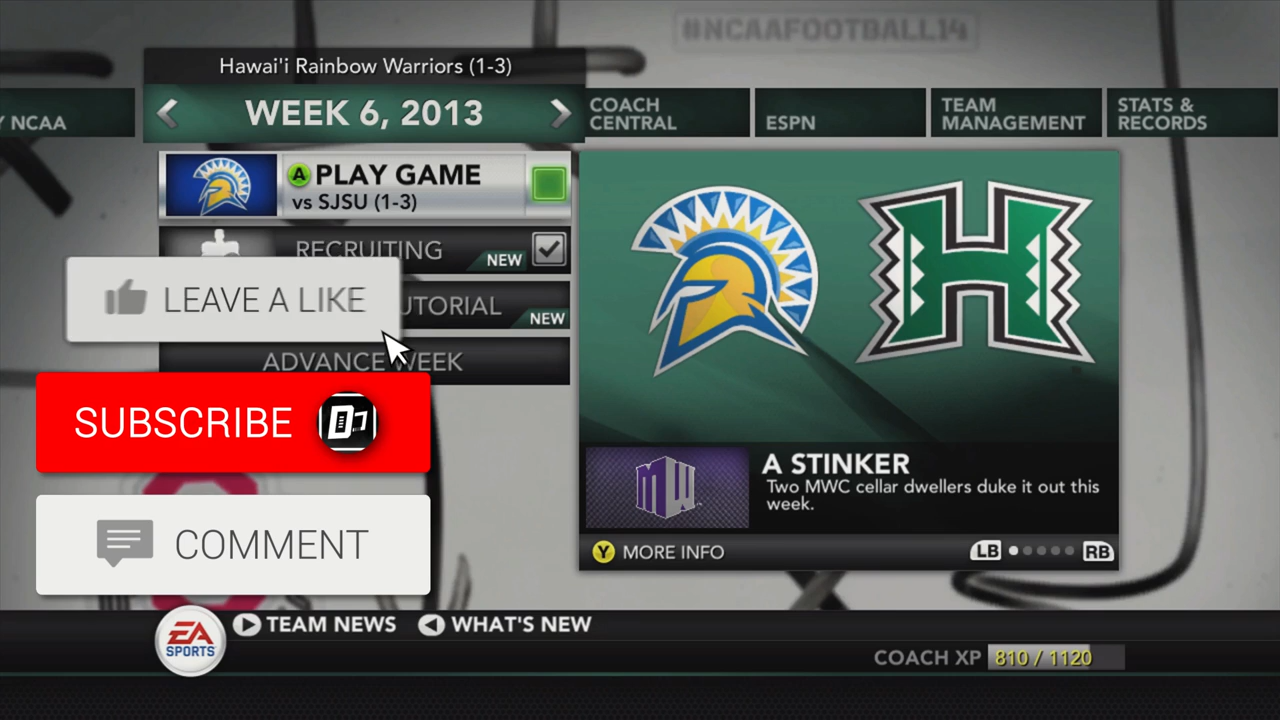 #NCAAFOOTBALL14
Hawai'i Rainbow Warriors (1-3)
Y NCAA
WEEK 6, 2013
COACH
CENTRAL
ESPN
TEAM
MANAGEMENT
STATS &
RECORDS
A PLAY GAME
vs SJSU (1-3)
RECRUITING
NEW
LEAVE A LIKE
UTORIAL
NEW
ADVANCE WEEK
SUBSCRIBE
COMMENT
H
MW
A STINKER
Two MWC cellar dwellers duke it out this
week.
Y MORE INFO
LB RB
EA
SPORTS
TEAM NEWS
WHAT'S NEW
COACH XP 810 / 1120